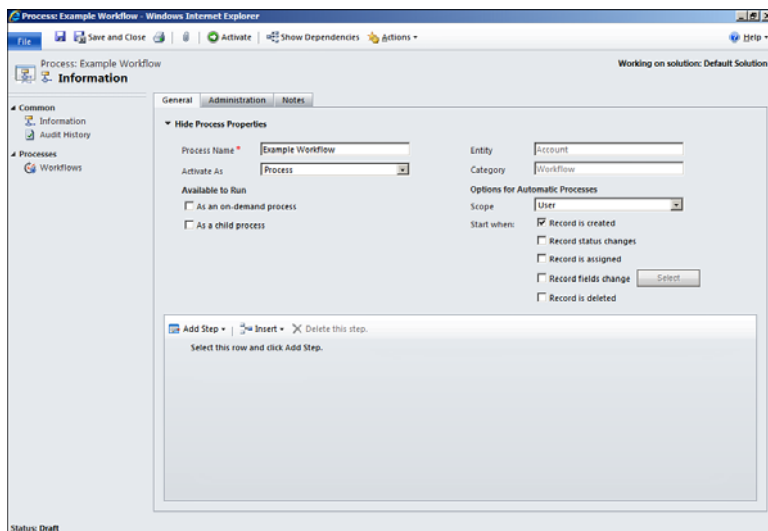 Process: Example Workflow - Windows Internet Explorer
File Save and Close Activate Show Dependencies Actions Help
Process: Example Workflow Working on solution: Default Solution
Information
Common
Information
Audit History
Processes
Workflows
General Administration Notes
Hide Process Properties
Process Name * Example Workflow Entity Account
Activate As Process Category Workflow
Available to Run Options for Automatic Processes
As an on-demand process Scope User
As a child process Start when: Record is created
Record status changes
Record is assigned
Record fields change Select
Record is deleted
Add Step Insert Delete this step.
Select this row and click Add Step.
Status: Draft